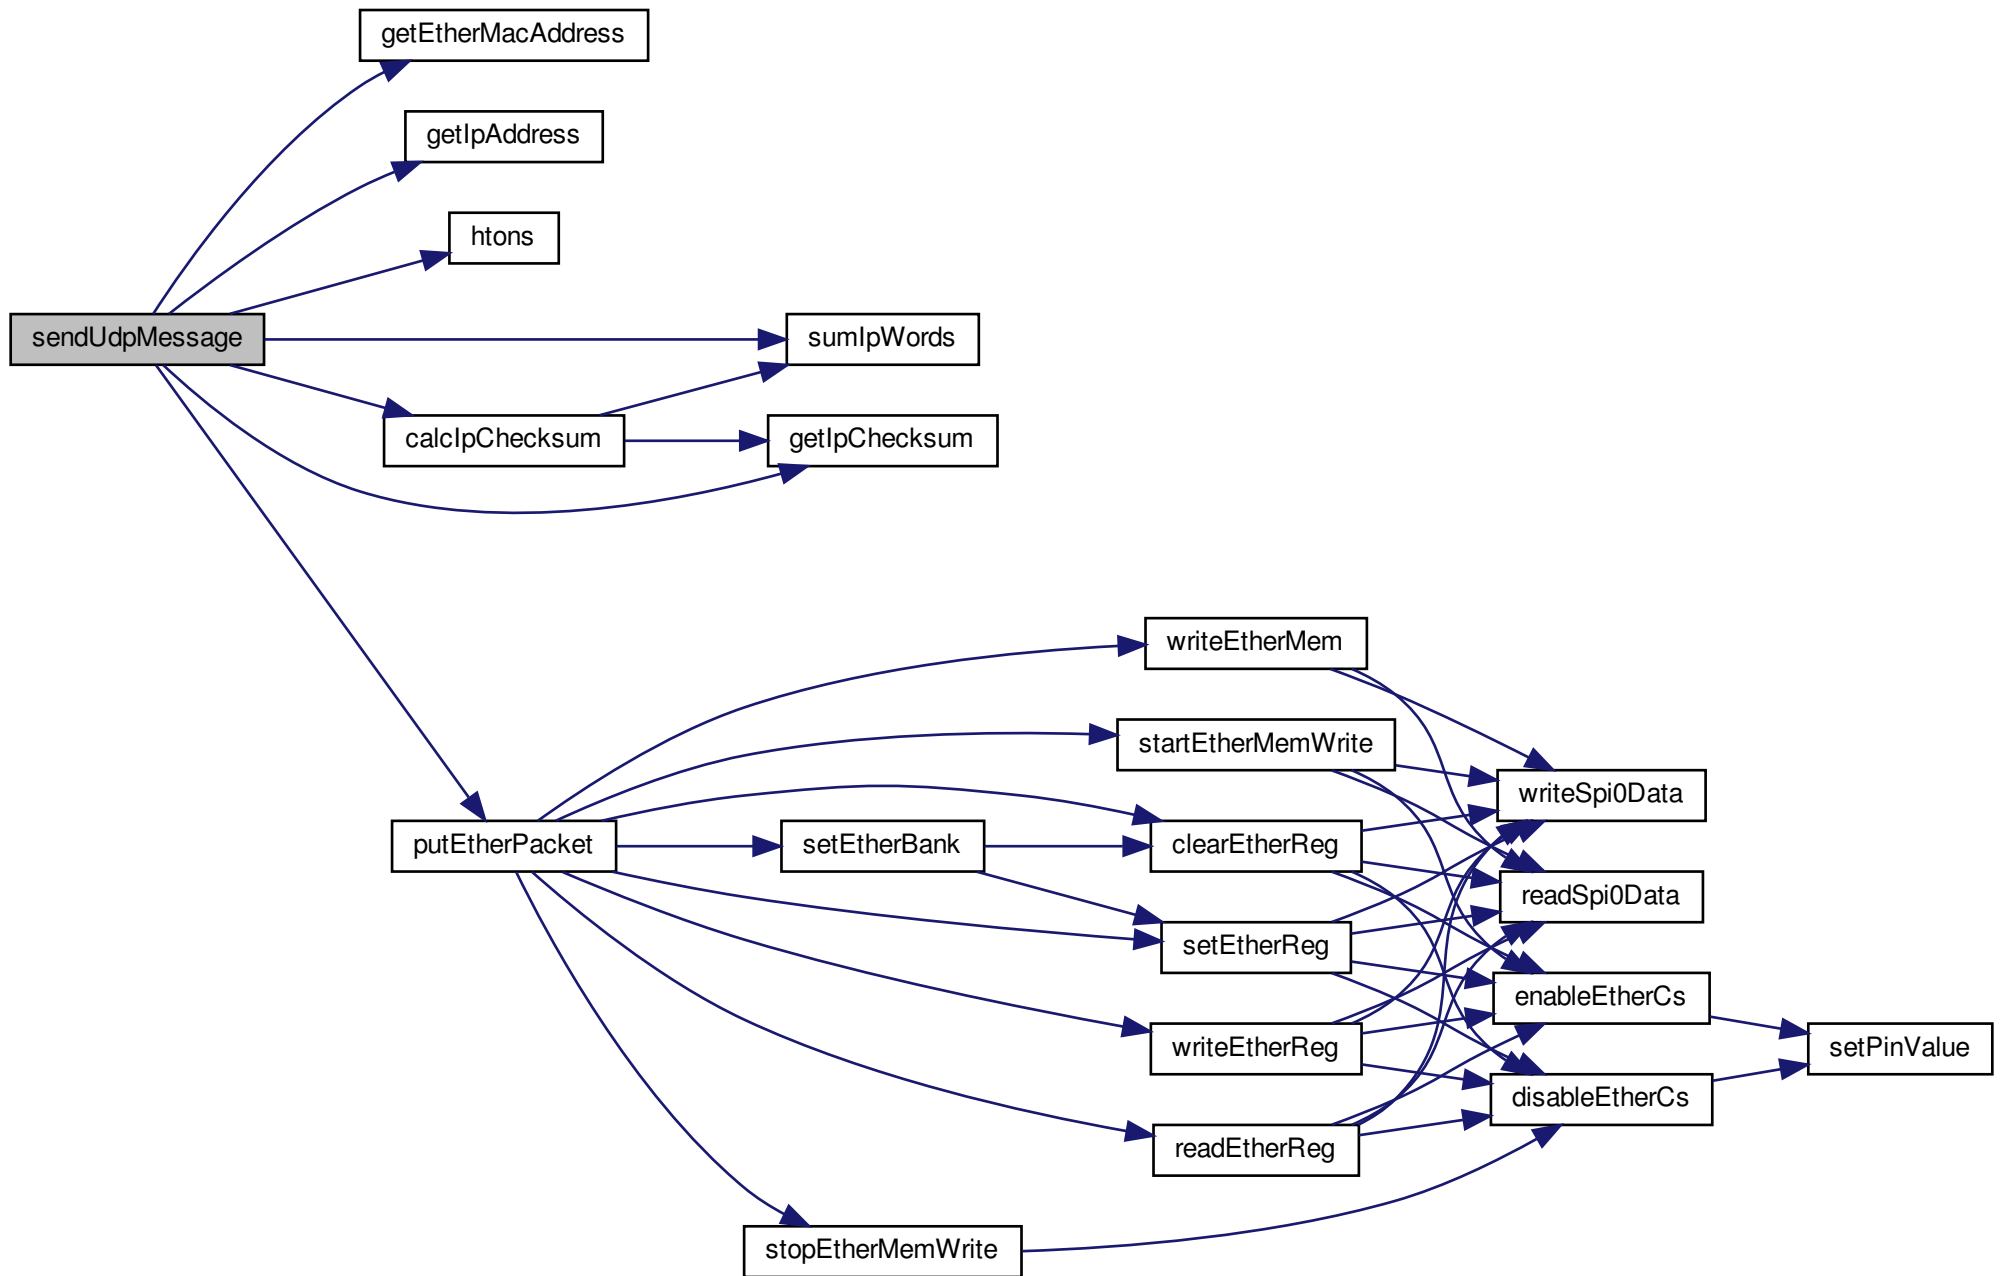 getEtherMacAddress
getIpAddress
htons
sendUdpMessage
sumIpWords
calcIpChecksum
getIpChecksum
writeEtherMem
startEtherMemWrite
writeSpi0Data
putEtherPacket
setEtherBank
clearEtherReg
readSpi0Data
setEtherReg
enableEtherCs
writeEtherReg
setPinValue
disableEtherCs
readEtherReg
stopEtherMemWrite